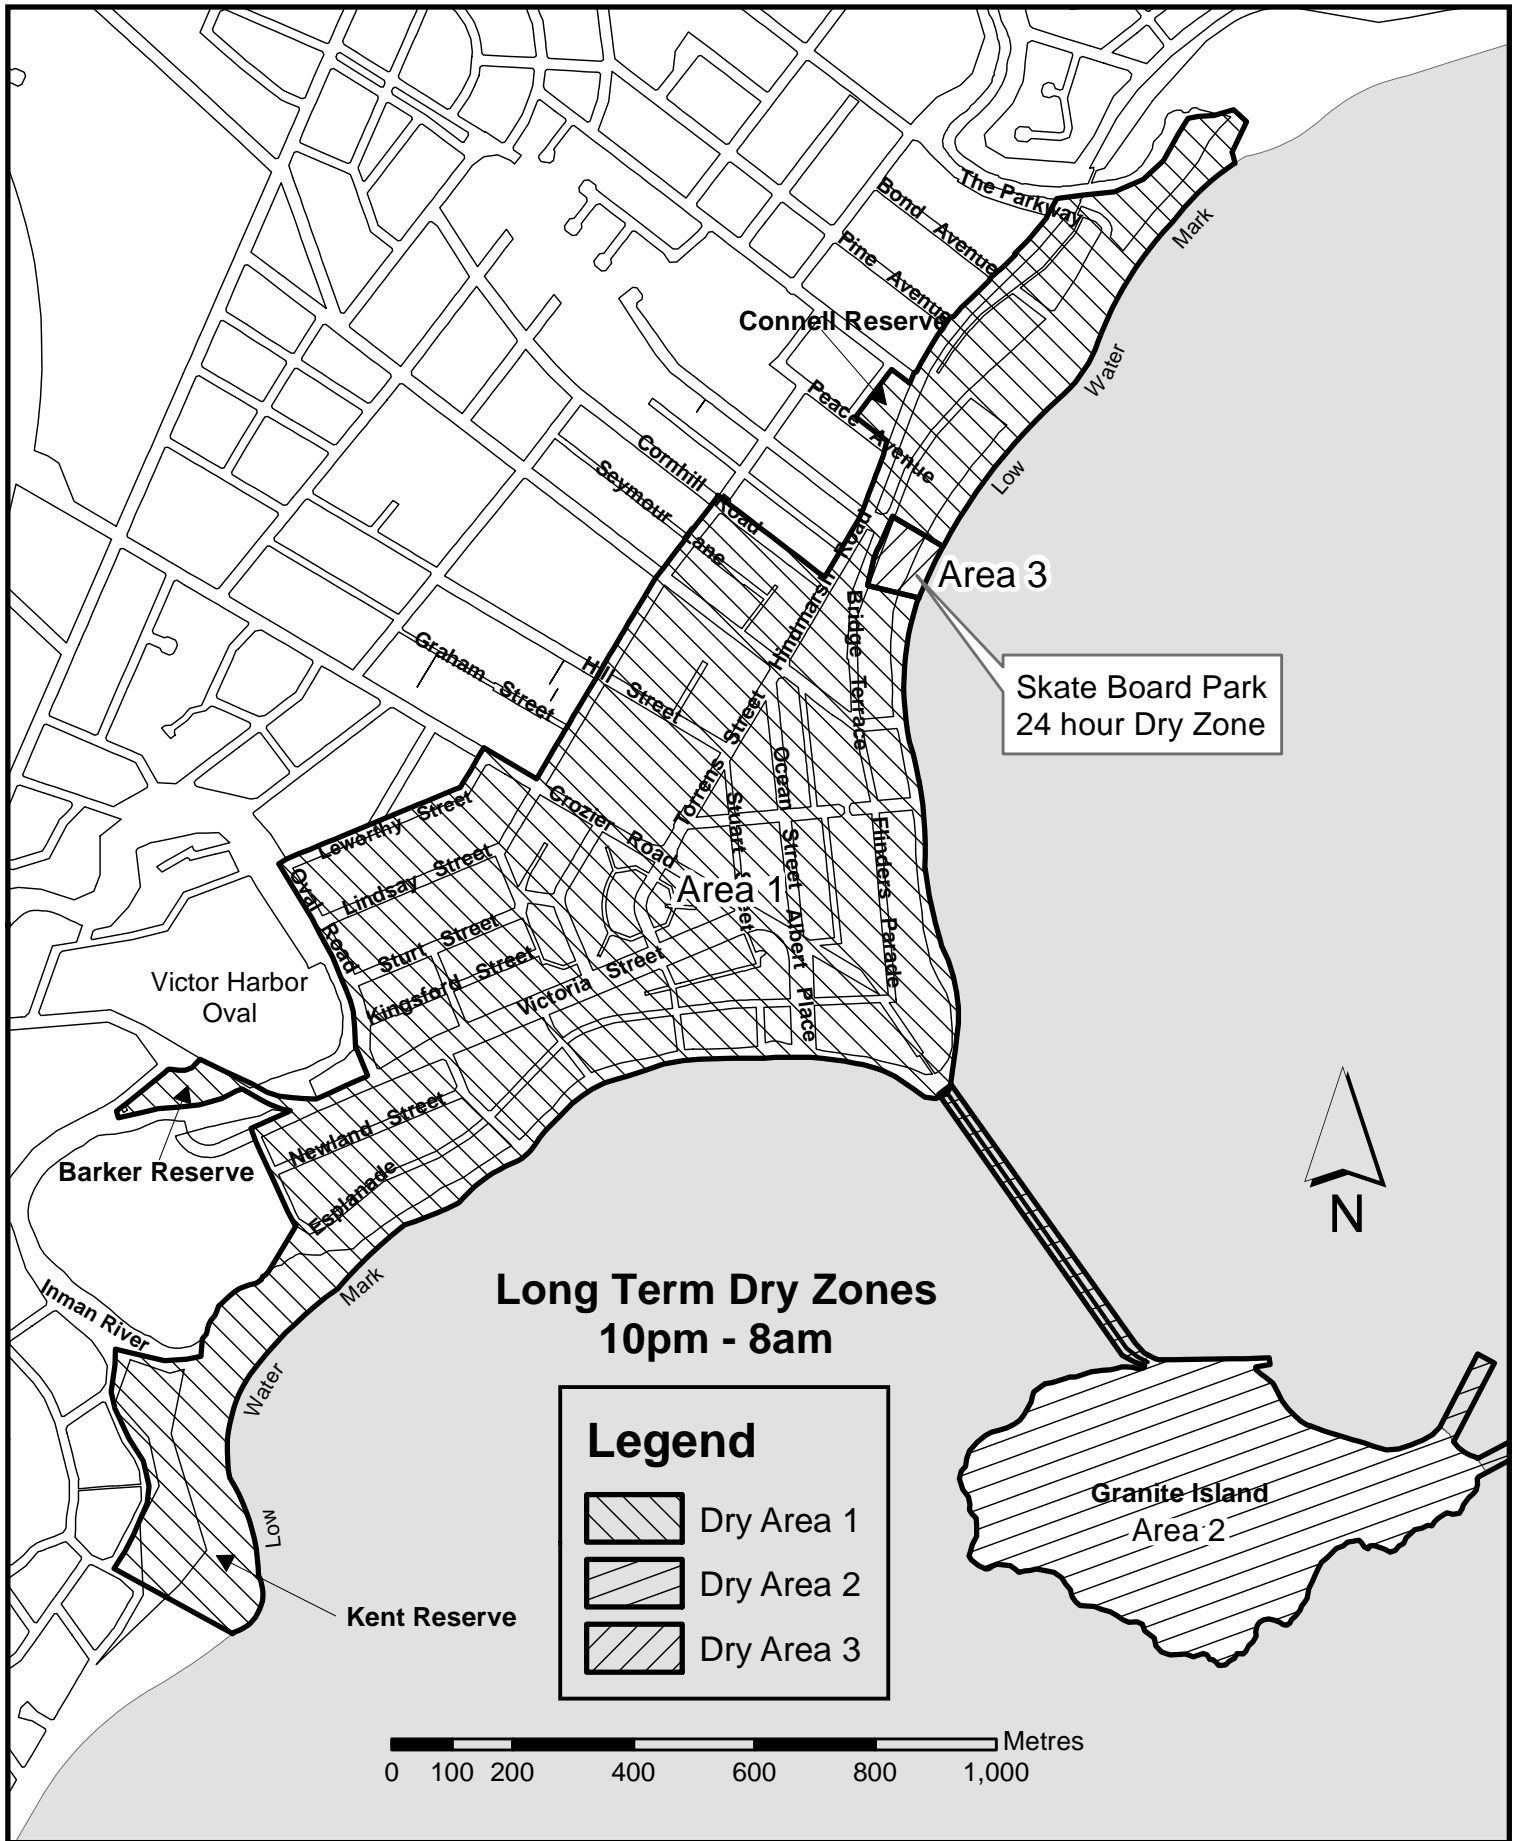 The Parkway
Bond Avenue
Mark
Pine Avenue
Connell Reserve
Water
Peace Avenue
Cornhill Road
Low
Seymour Lane
Hindmarsh Road
Area 3
Bridge Terrace
Skate Board Park
24 hour Dry Zone
Graham Street
Hill Street
Torrens Street
Ocean Street
Crozier Road
Stuart Street
Flinders Parade
Leworthy Street
Lindsay Street
Oval Road
Area 1
Albert Place
Sturt Street
Kingsford Street
Victoria Street
Victor Harbor
Oval
Newland Street
Barker Reserve
Esplanade
N
Inman River
Mark
Long Term Dry Zones
10pm - 8am
Water
Low
Kent Reserve
Granite Island
Area 2
Legend
Dry Area 1
Dry Area 2
Dry Area 3
Metres
0 100 200 400 600 800 1,000